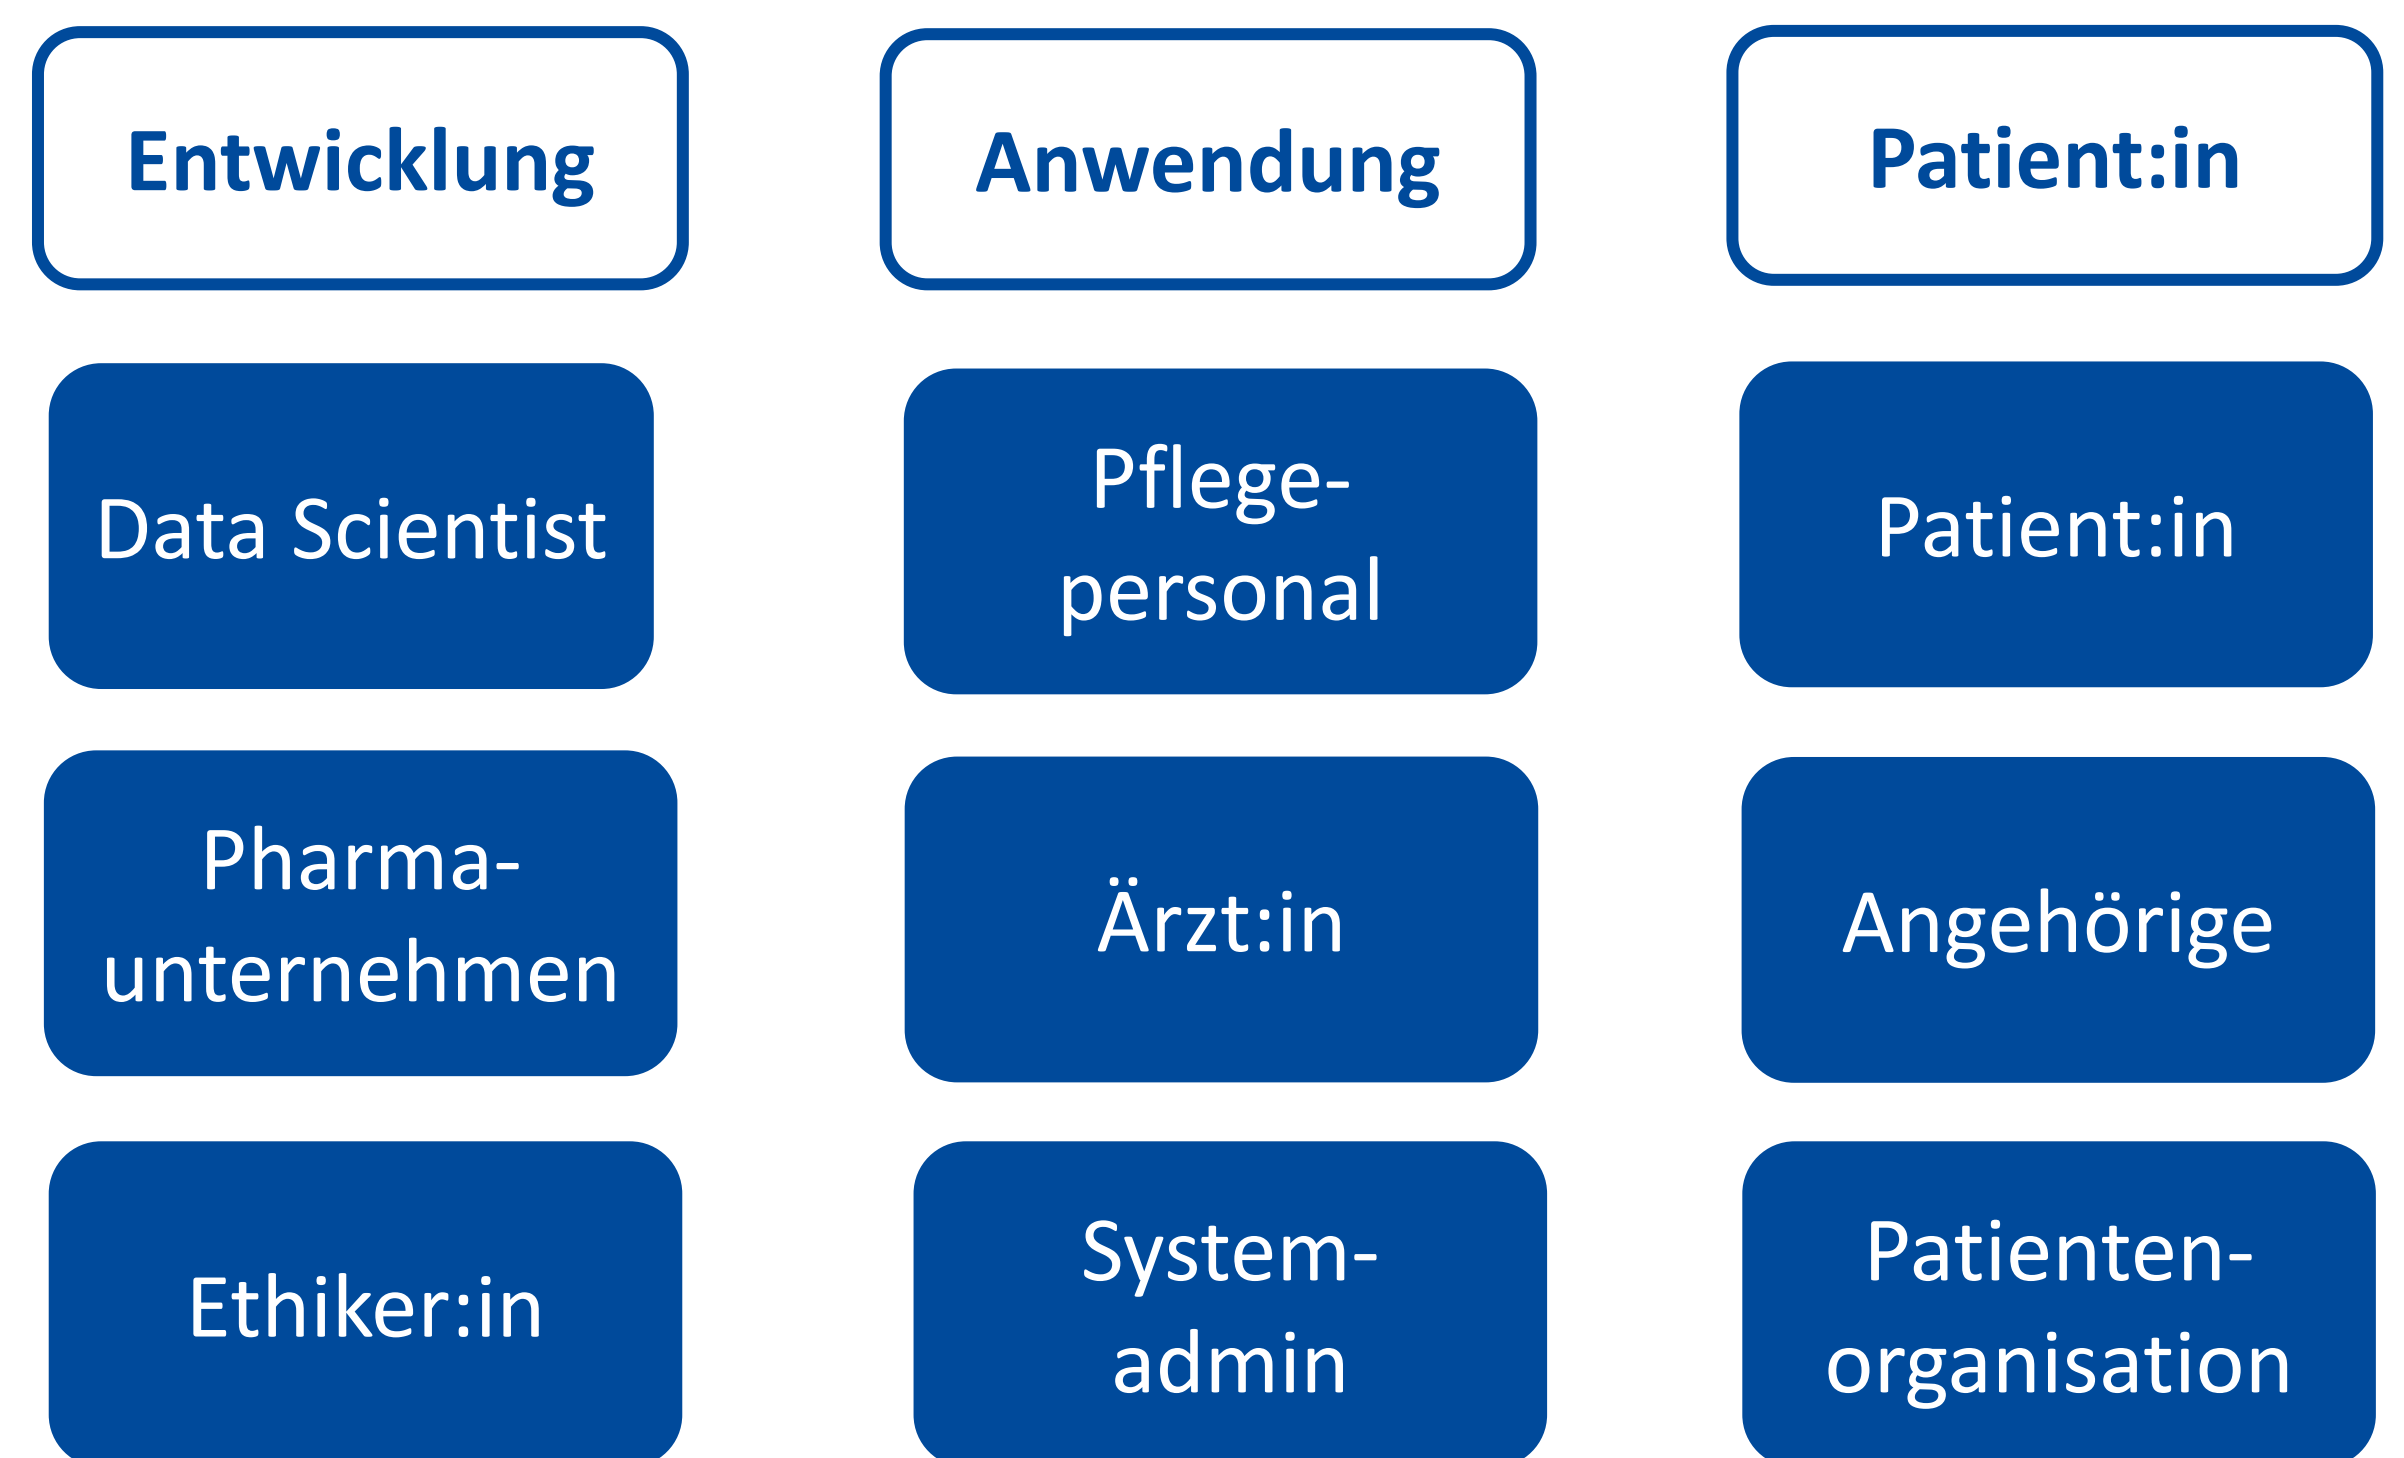 Entwicklung
Anwendung
Patient:in
Data Scientist
Pflege-
personal
Patient:in
Pharma-
unternehmen
Ärzt:in
Angehörige
Ethiker:in
System-
admin
Patienten-
organisation